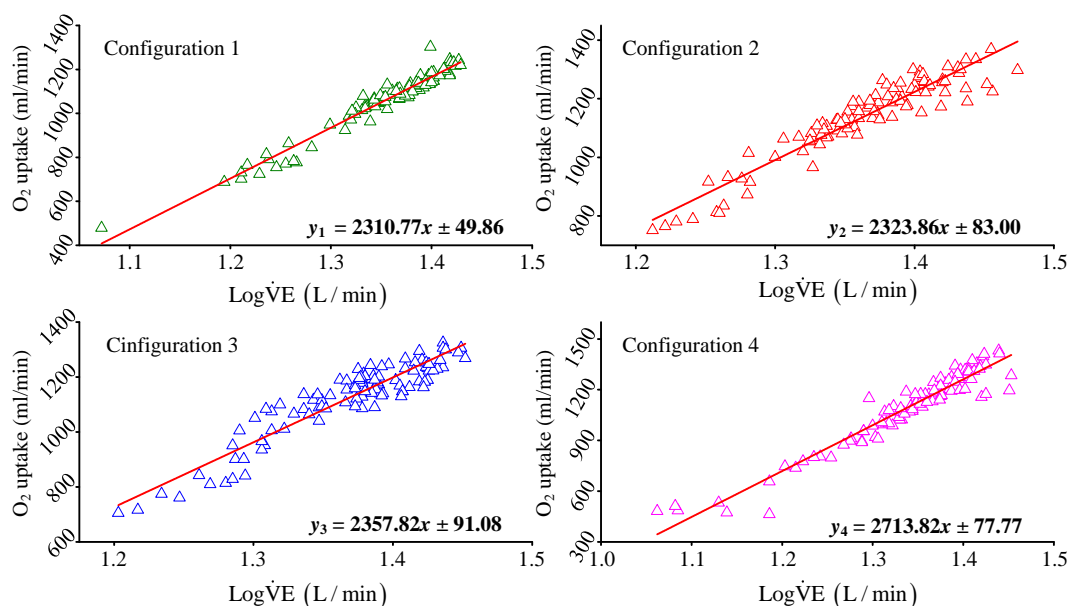 Configuration 1
O₂ uptake (ml/min)
1400
1200
1000
800
600
400
y₁ = 2310.77x ± 49.86
1.1 1.2 1.3 1.4 1.5
LogV̇E (L / min)
Configuration 2
O₂ uptake (ml/min)
1400
1200
1000
800
y₂ = 2323.86x ± 83.00
1.2 1.3 1.4 1.5
LogV̇E (L / min)
Cinfiguration 3
O₂ uptake (ml/min)
1400
1200
1000
800
600
y₃ = 2357.82x ± 91.08
1.2 1.3 1.4 1.5
LogV̇E (L / min)
Configuration 4
O₂ uptake (ml/min)
1500
1200
900
600
300
y₄ = 2713.82x ± 77.77
1.0 1.2 1.3 1.4 1.5
LogV̇E (L / min)